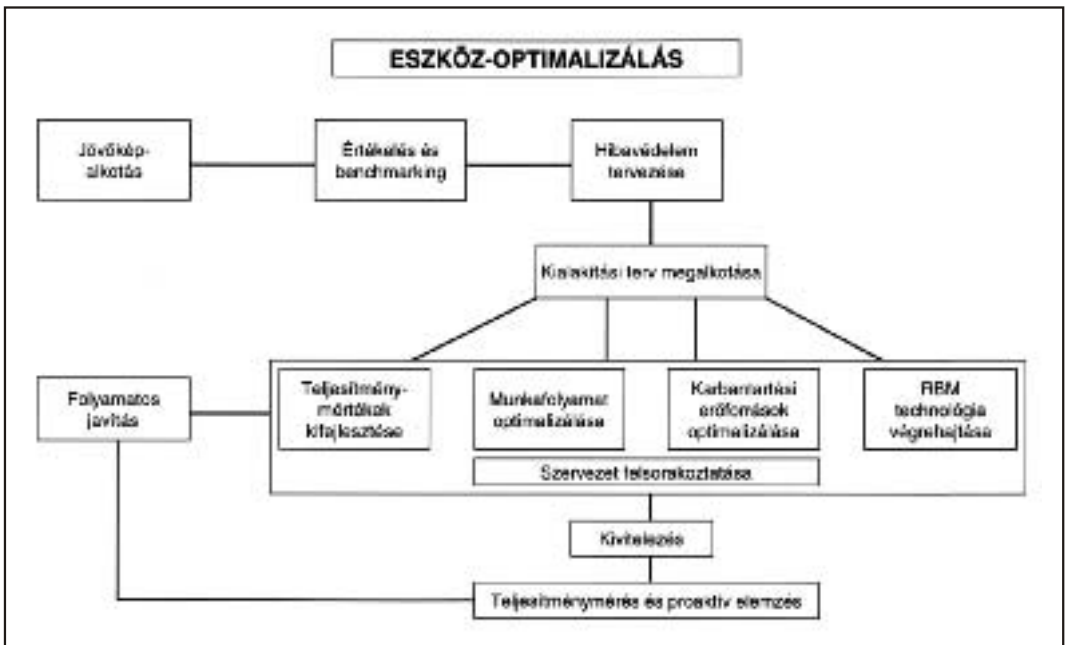 ESZKÖZ-OPTIMALIZÁLÁS
Jövőkép-
alkotás
Értékelés és
benchmarking
Hibavédelem
tervezése
Kialakítási terv megalkotása
Folyamatos
javítás
Teljesítmény-
mértékek
kifejlesztése
Munkafolyamat
optimalizálása
Karbantartási
erőforrások
optimalizálása
RBM
technológia
végrehajtása
Szervezet felsorakoztatása
Kivitelezés
Teljesítménymérés és proaktív elemzés